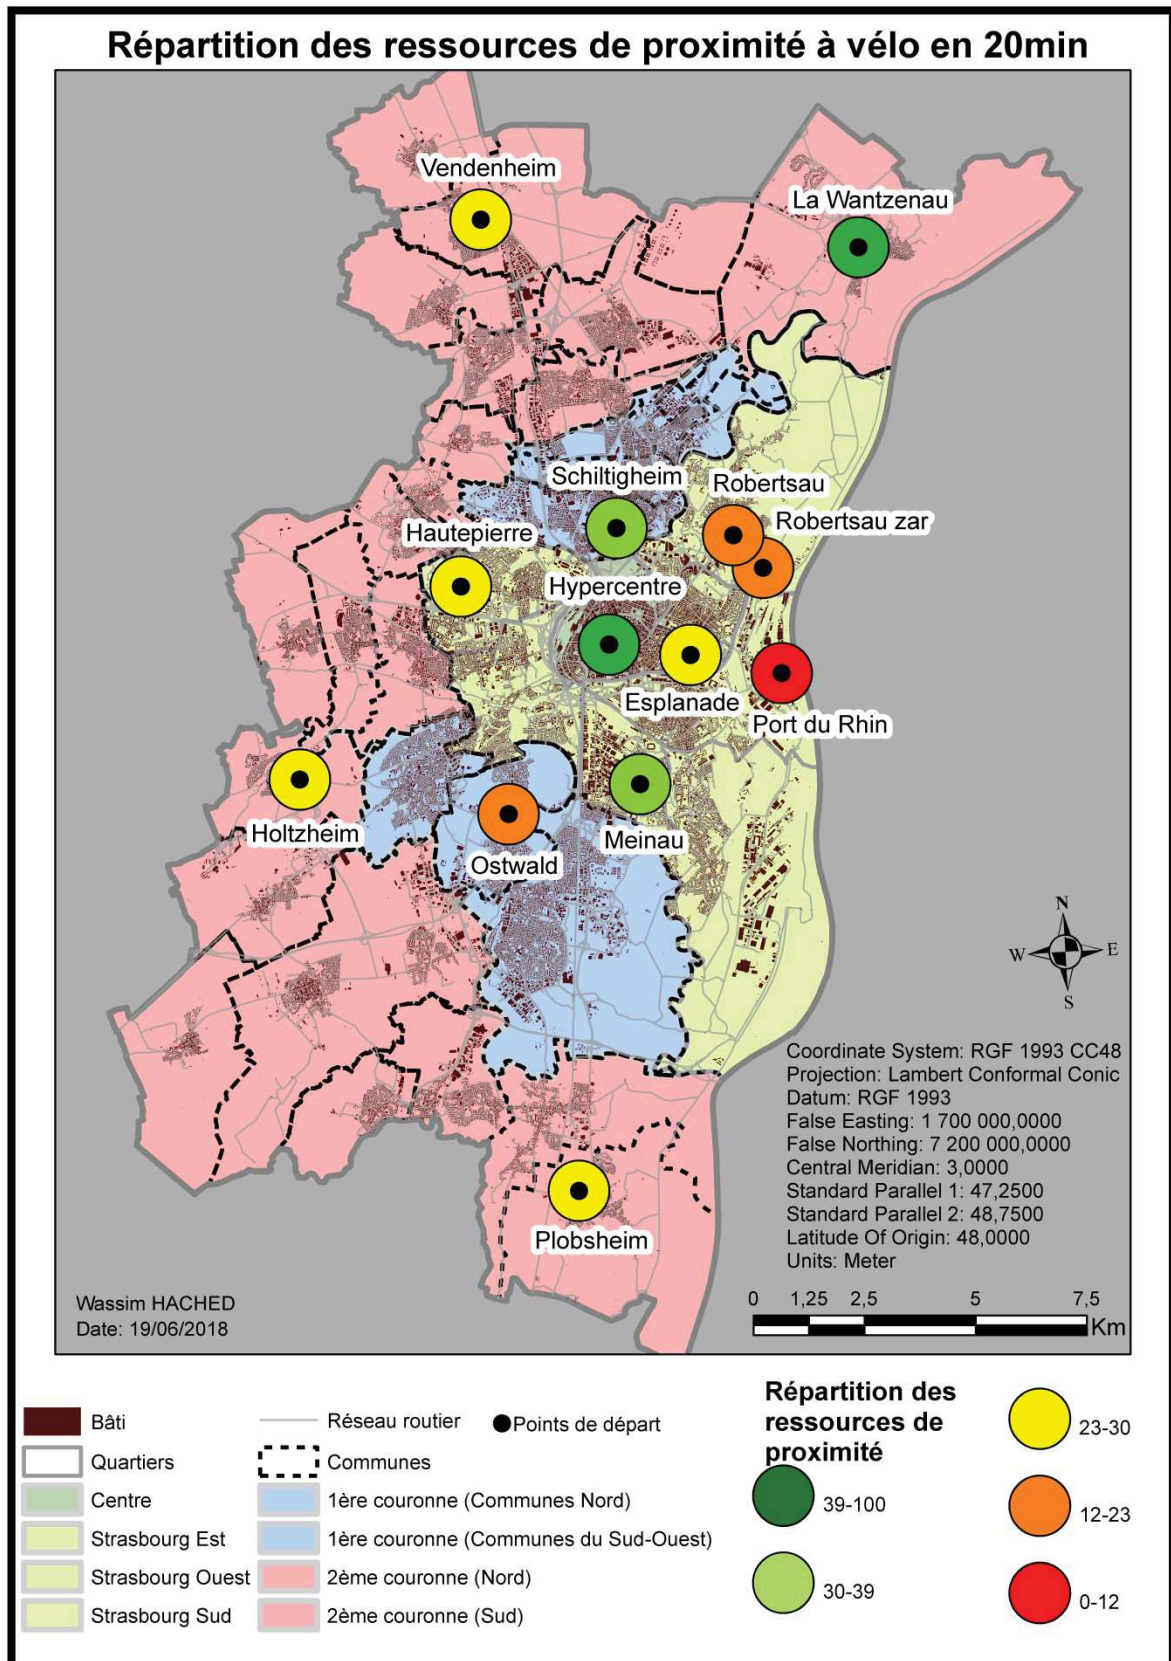 Répartition des ressources de proximité à vélo en 20min
Vendenheim
La Wantzenau
Schiltigheim
Robertsau
Hautepierre
Robertsau zar
Hypercentre
Esplanade
Port du Rhin
Holtzheim
Ostwald
Meinau
N
W
E
S
Coordinate System: RGF 1993 CC48
Projection: Lambert Conformal Conic
Datum: RGF 1993
False Easting: 1 700 000,0000
False Northing: 7 200 000,0000
Central Meridian: 3,0000
Standard Parallel 1: 47,2500
Standard Parallel 2: 48,7500
Latitude Of Origin: 48,0000
Units: Meter
Plobsheim
Wassim HACHED
Date: 19/06/2018
0 1,25 2,5 5 7,5
Km
Bâti
Quartiers
Centre
Strasbourg Est
Strasbourg Ouest
Strasbourg Sud
Réseau routier
Points de départ
Communes
1ère couronne (Communes Nord)
1ère couronne (Communes du Sud-Ouest)
2ème couronne (Nord)
2ème couronne (Sud)
Répartition des
ressources de
proximité
39-100
30-39
23-30
12-23
0-12